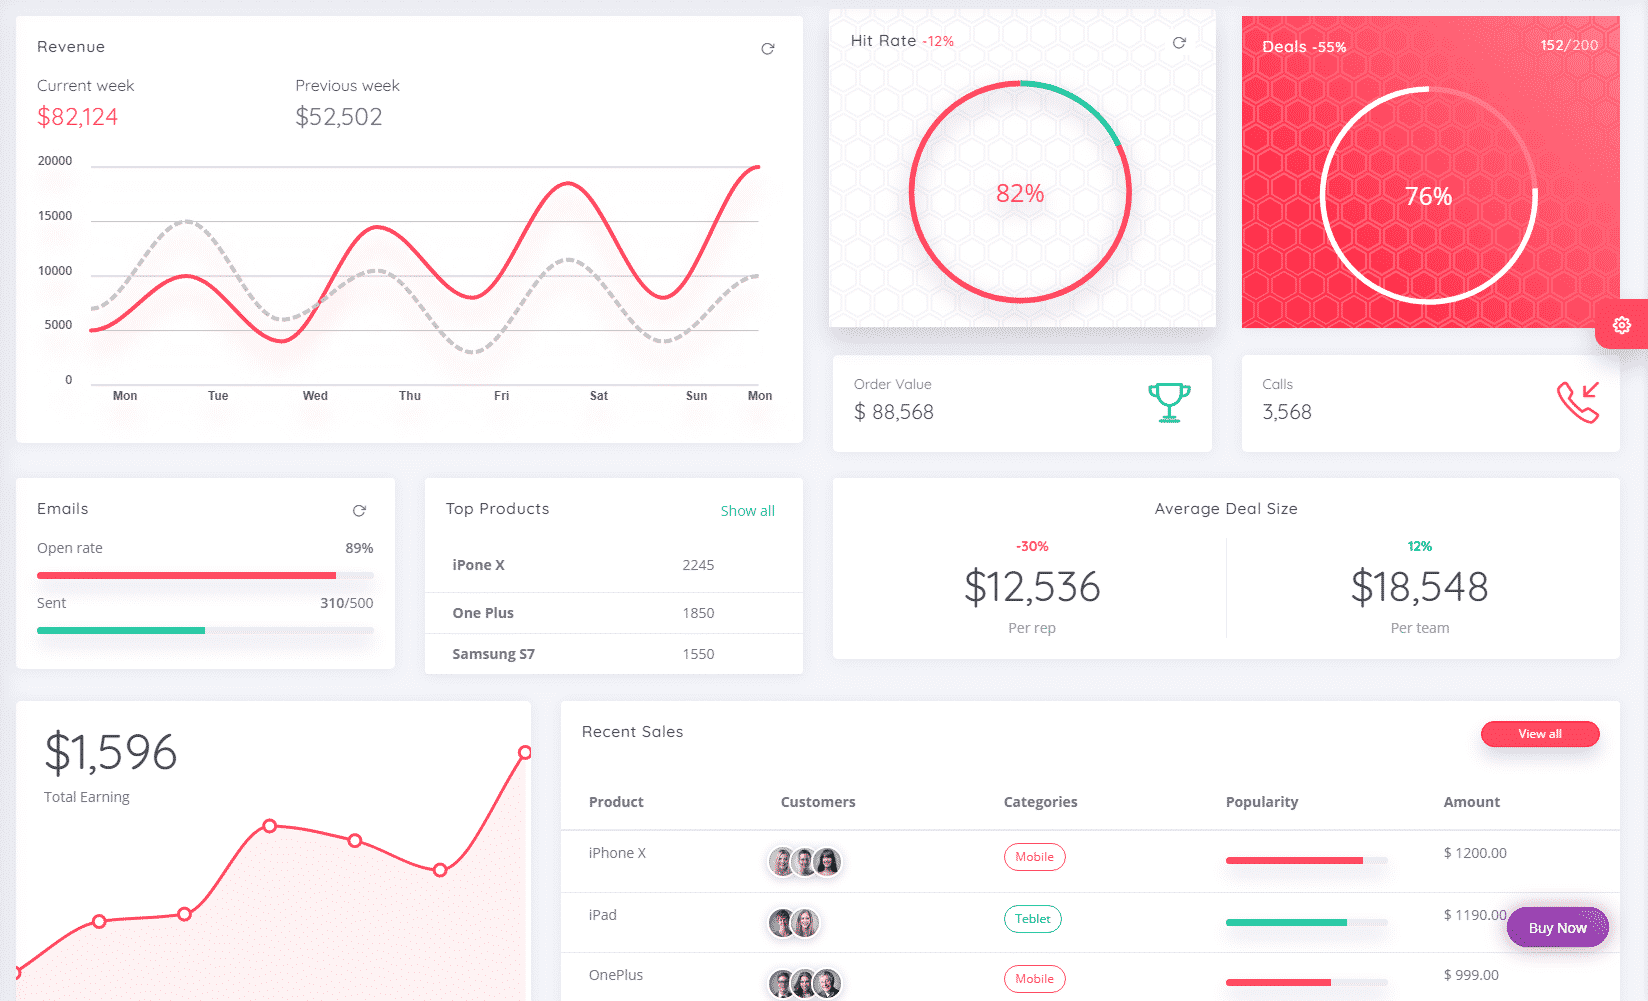 Revenue
Current week Previous week
$82,124 $52,502
20000
15000
10000
5000
0
Mon Tue Wed Thu Fri Sat Sun Mon
Hit Rate -12%
82%
Deals -55% 152/200
76%
Order Value
$ 88,568
Calls
3,568
Emails
Open rate 89%
Sent 310/500
Top Products Show all
iPone X 2245
One Plus 1850
Samsung S7 1550
Average Deal Size
-30% 12%
$12,536 $18,548
Per rep Per team
$1,596
Total Earning
Recent Sales View all
Product Customers Categories Popularity Amount
iPhone X Mobile $ 1200.00
iPad Teblet $ 1190.00
Buy Now
OnePlus Mobile $ 999.00